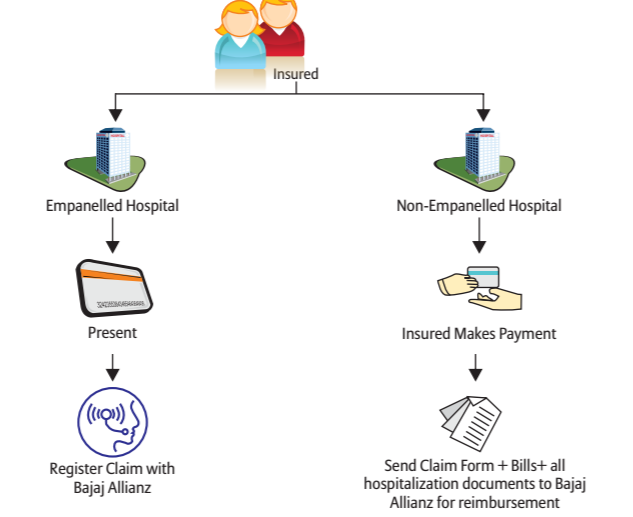 Insured
Empanelled Hospital
Non-Empanelled Hospital
Present
Insured Makes Payment
Register Claim with
Bajaj Allianz
Send Claim Form + Bills+ all
hospitalization documents to Bajaj
Allianz for reimbursement